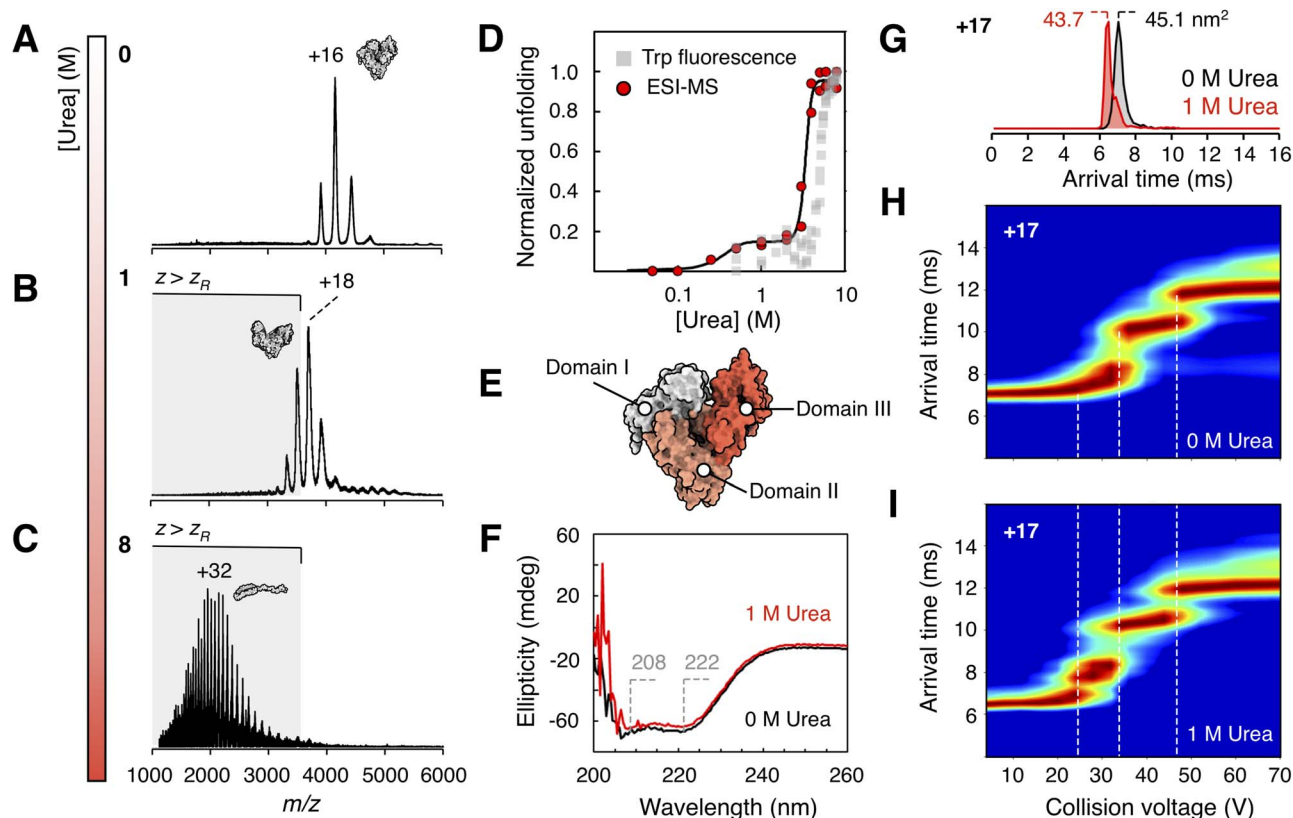 A
[Urea] (M)
0
+16
B
1
z > zR
+18
C
8
z > zR
+32
1000 2000 3000 4000 5000 6000
m/z
D
Trp fluorescence
ESI-MS
Normalized unfolding
1.0
0.8
0.6
0.4
0.2
0.1 1 10
[Urea] (M)
E
Domain I
Domain III
Domain II
F
Ellipticity (mdeg)
60
20
-20
-60
1 M Urea
208 222
0 M Urea
200 220 240 260
Wavelength (nm)
G
+17
43.7 45.1 nm²
0 M Urea
1 M Urea
0 2 4 6 8 10 12 14 16
Arrival time (ms)
H
+17
Arrival time (ms)
14
12
10
8
6
0 M Urea
I
+17
Arrival time (ms)
14
12
10
8
6
1 M Urea
10 20 30 40 50 60 70
Collision voltage (V)